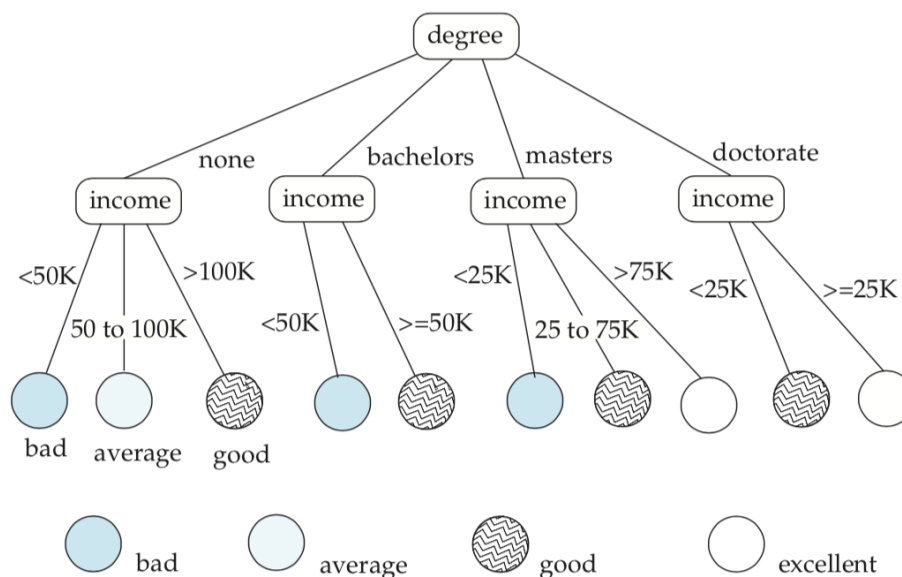 degree
none
bachelors
masters
doctorate
income
income
income
income
<50K
>100K
<25K
>75K
<25K
>=25K
50 to 100K
<50K
>=50K
25 to 75K
bad
average
good
bad
average
good
excellent